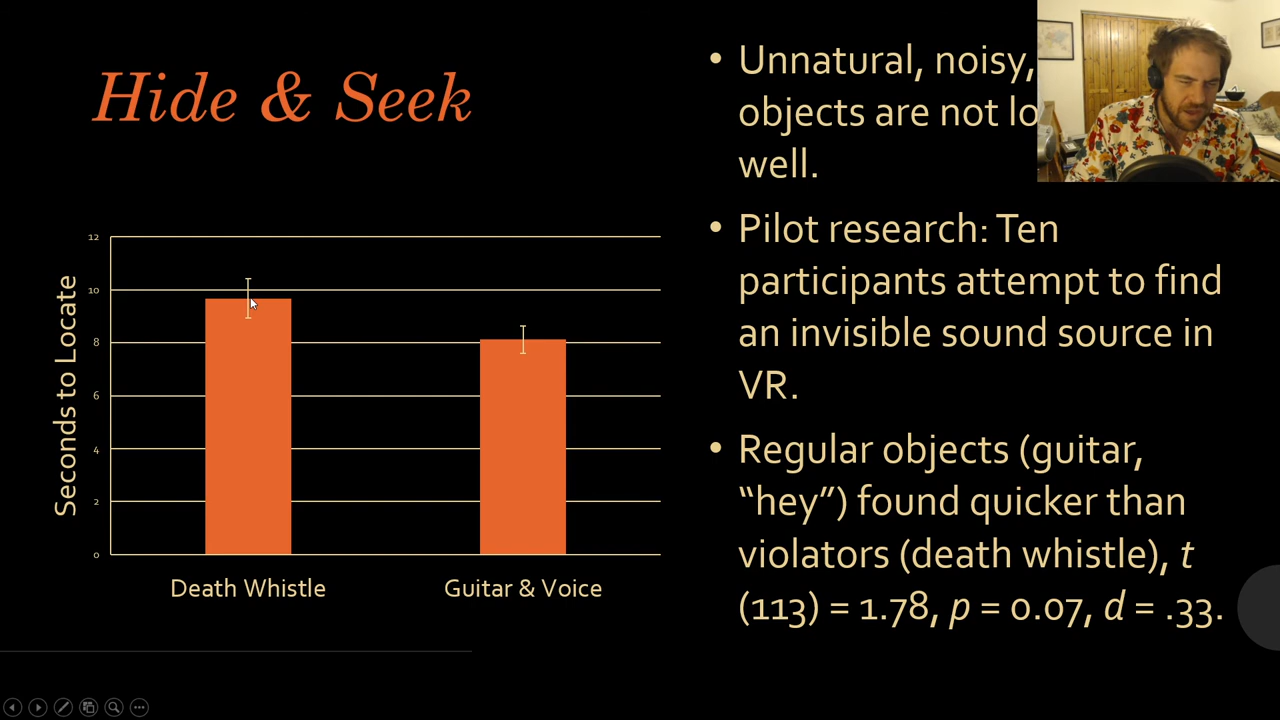 Hide & Seek
Unnatural, noisy,
objects are not
well.
Pilot research: Ten
participants attempt to find
an invisible sound source in
VR.
Regular objects (guitar,
“hey”) found quicker than
violators (death whistle), t
(113) = 1.78, p = 0.07, d = .33.
Seconds to Locate
12
10
8
6
4
2
0
Death Whistle
Guitar & Voice